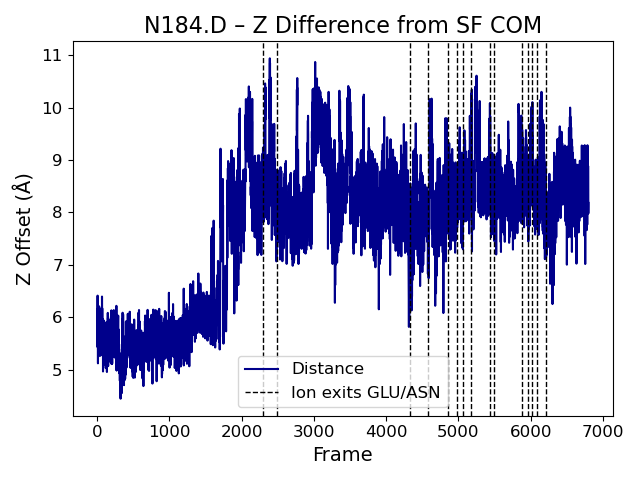 N184.D – Z Difference from SF COM
11
10
9
8
7
6
5
Z Offset (Å)
Distance
Ion exits GLU/ASN
0 1000 2000 3000 4000 5000 6000 7000
Frame